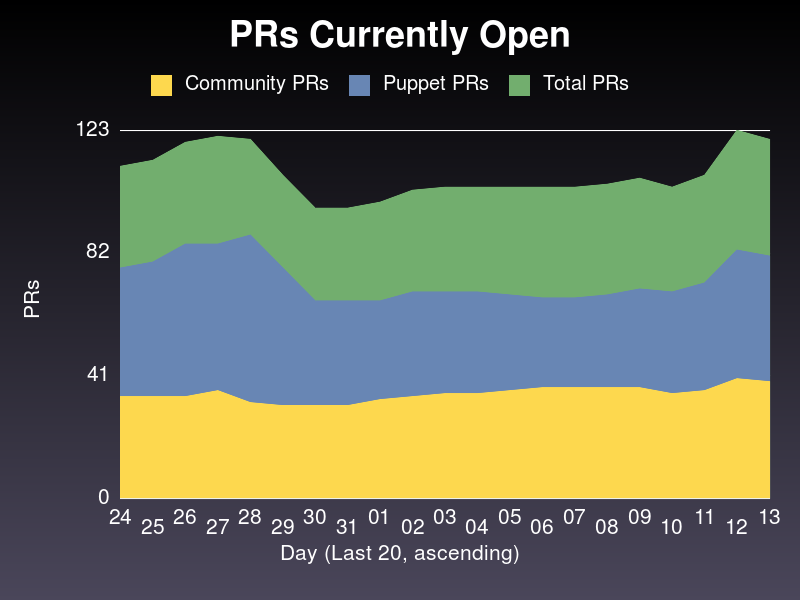 PRs Currently Open
Community PRs Puppet PRs Total PRs
123
82
41
0
PRs
24 25 26 27 28 29 30 31 01 02 03 04 05 06 07 08 09 10 11 12 13
Day (Last 20, ascending)